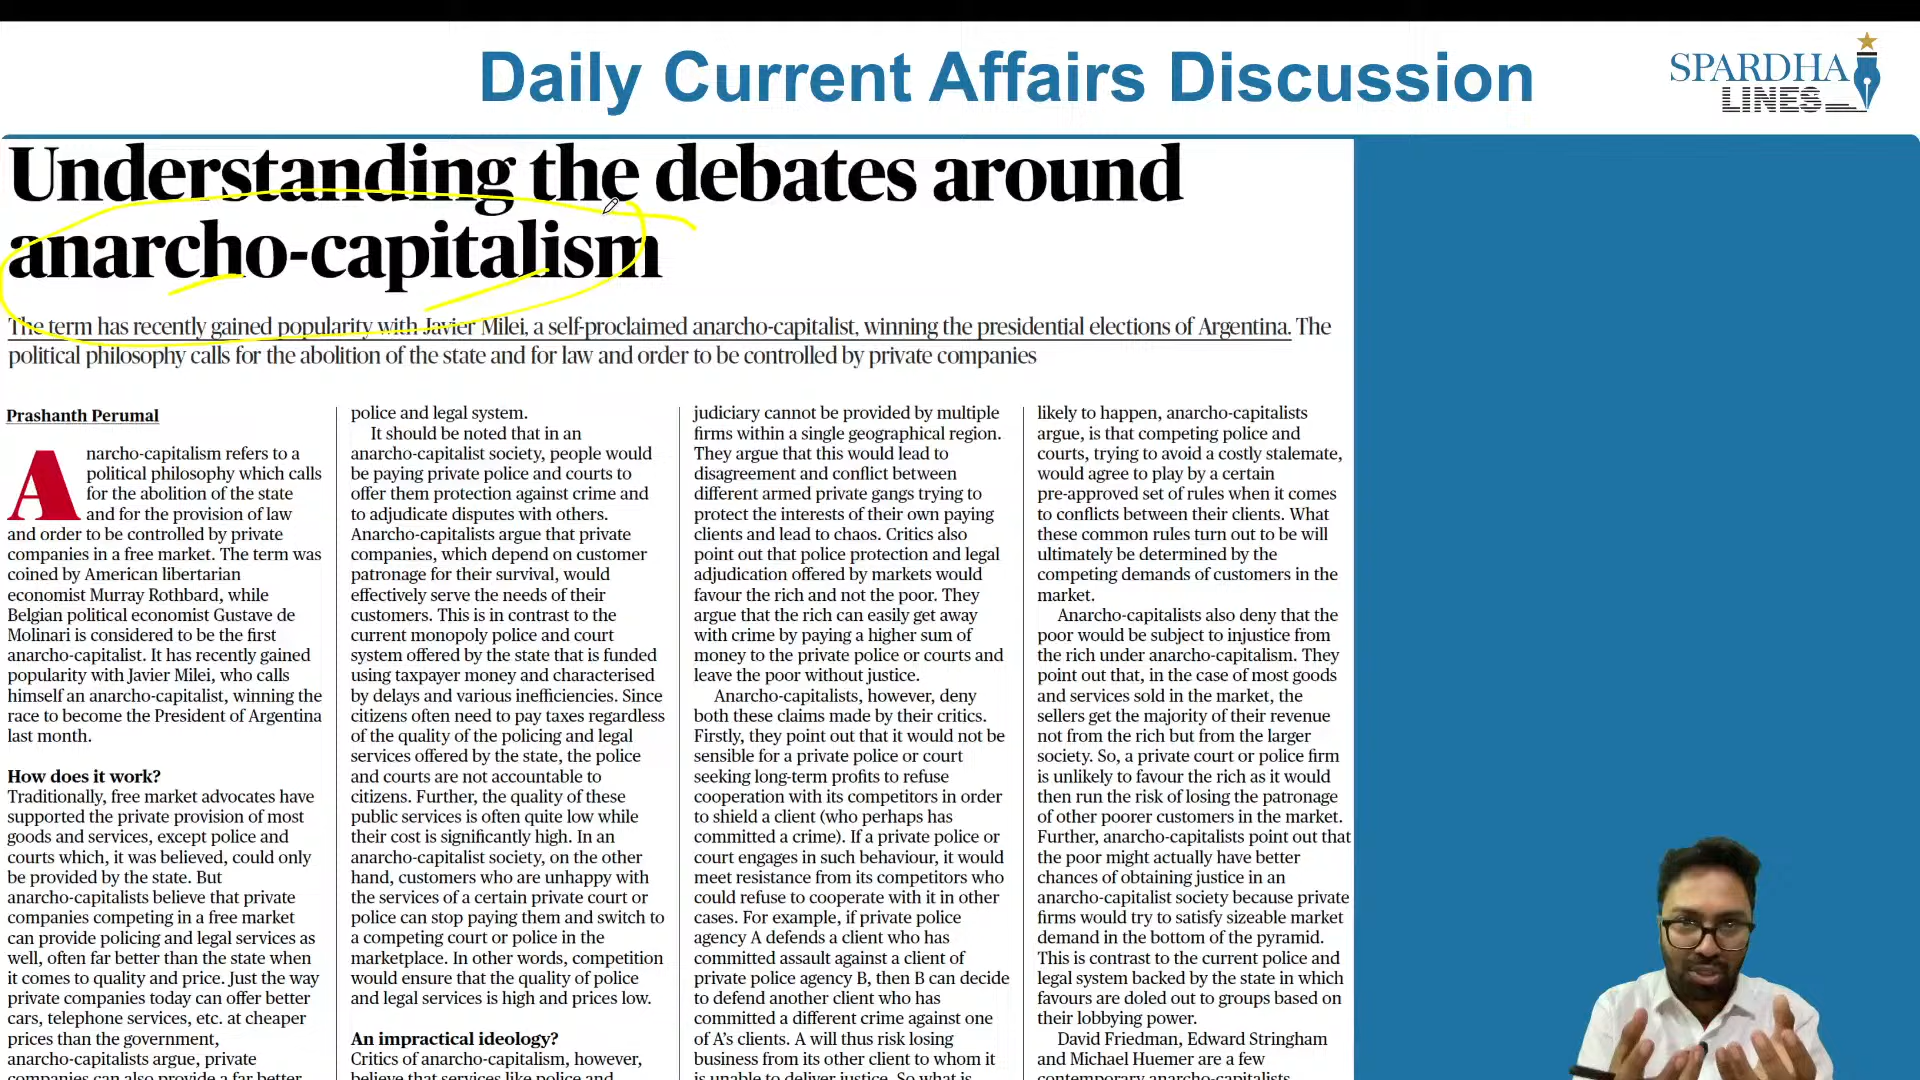 Daily Current Affairs Discussion
SPARDHA
LINES
Understanding the debates around
anarcho-capitalism
The term has recently gained popularity with Javier Milei, a self-proclaimed anarcho-capitalist, winning the presidential elections of Argentina. The
political philosophy calls for the abolition of the state and for law and order to be controlled by private companies
Prashanth Perumal
Anarcho-capitalism refers to a
political philosophy which calls
for the abolition of the state
and for the provision of law
and order to be controlled by private
companies in a free market. The term was
coined by American libertarian
economist Murray Rothbard, while
Belgian political economist Gustave de
Molinari is considered to be the first
anarcho-capitalist. It has recently gained
popularity with Javier Milei, who calls
himself an anarcho-capitalist, winning the
race to become the President of Argentina
last month.
How does it work?
Traditionally, free market advocates have
supported the private provision of most
goods and services, except police and
courts which, it was believed, could only
be provided by the state. But
anarcho-capitalists believe that private
companies competing in a free market
can provide policing and legal services as
well, often far better than the state when
it comes to quality and price. Just the way
private companies today can offer better
cars, telephone services, etc. at cheaper
prices than the government,
anarcho-capitalists argue, private
companies can also provide a far better
police and legal system.
It should be noted that in an
anarcho-capitalist society, people would
be paying private police and courts to
offer them protection against crime and
to adjudicate disputes with others.
Anarcho-capitalists argue that private
companies, which depend on customer
patronage for their survival, would
effectively serve the needs of their
customers. This is in contrast to the
current monopoly police and court
system offered by the state that is funded
using taxpayer money and characterised
by delays and various inefficiencies. Since
citizens often need to pay taxes regardless
of the quality of the policing and legal
services offered by the state, the police
and courts are not accountable to
citizens. Further, the quality of these
public services is often quite low while
their cost is significantly high. In an
anarcho-capitalist society, on the other
hand, customers who are unhappy with
the services of a certain private court or
police can stop paying them and switch to
a competing court or police in the
marketplace. In other words, competition
would ensure that the quality of police
and legal services is high and prices low.
An impractical ideology?
Critics of anarcho-capitalism, however,
believe that services like police and
judiciary cannot be provided by multiple
firms within a single geographical region.
They argue that this would lead to
disagreement and conflict between
different armed private gangs trying to
protect the interests of their own paying
clients and lead to chaos. Critics also
point out that police protection and legal
adjudication offered by markets would
favour the rich and not the poor. They
argue that the rich can easily get away
with crime by paying a higher sum of
money to the private police or courts and
leave the poor without justice.
Anarcho-capitalists, however, deny
both these claims made by their critics.
Firstly, they point out that it would not be
sensible for a private police or court
seeking long-term profits to refuse
cooperation with its competitors in order
to shield a client (who perhaps has
committed a crime). If a private police or
court engages in such behaviour, it would
meet resistance from its competitors who
could refuse to cooperate with it in other
cases. For example, if private police
agency A defends a client who has
committed assault against a client of
private police agency B, then B can decide
to defend another client who has
committed a different crime against one
of A's clients. A will thus risk losing
business from its other client to whom it
is unable to deliver justice. So what is
likely to happen, anarcho-capitalists
argue, is that competing police and
courts, trying to avoid a costly stalemate,
would agree to play by a certain
pre-approved set of rules when it comes
to conflicts between their clients. What
these common rules turn out to be will
ultimately be determined by the
competing demands of customers in the
market.
Anarcho-capitalists also deny that the
poor would be subject to injustice from
the rich under anarcho-capitalism. They
point out that, in the case of most goods
and services sold in the market, the
sellers get the majority of their revenue
not from the rich but from the larger
society. So, a private court or police firm
is unlikely to favour the rich as it would
then run the risk of losing the patronage
of other poorer customers in the market.
Further, anarcho-capitalists point out that
the poor might actually have better
chances of obtaining justice in an
anarcho-capitalist society because private
firms would try to satisfy sizeable market
demand in the bottom of the pyramid.
This is contrast to the current police and
legal system backed by the state in which
favours are doled out to groups based on
their lobbying power.
David Friedman, Edward Stringham
and Michael Huemer are a few
contemporary anarcho-capitalists